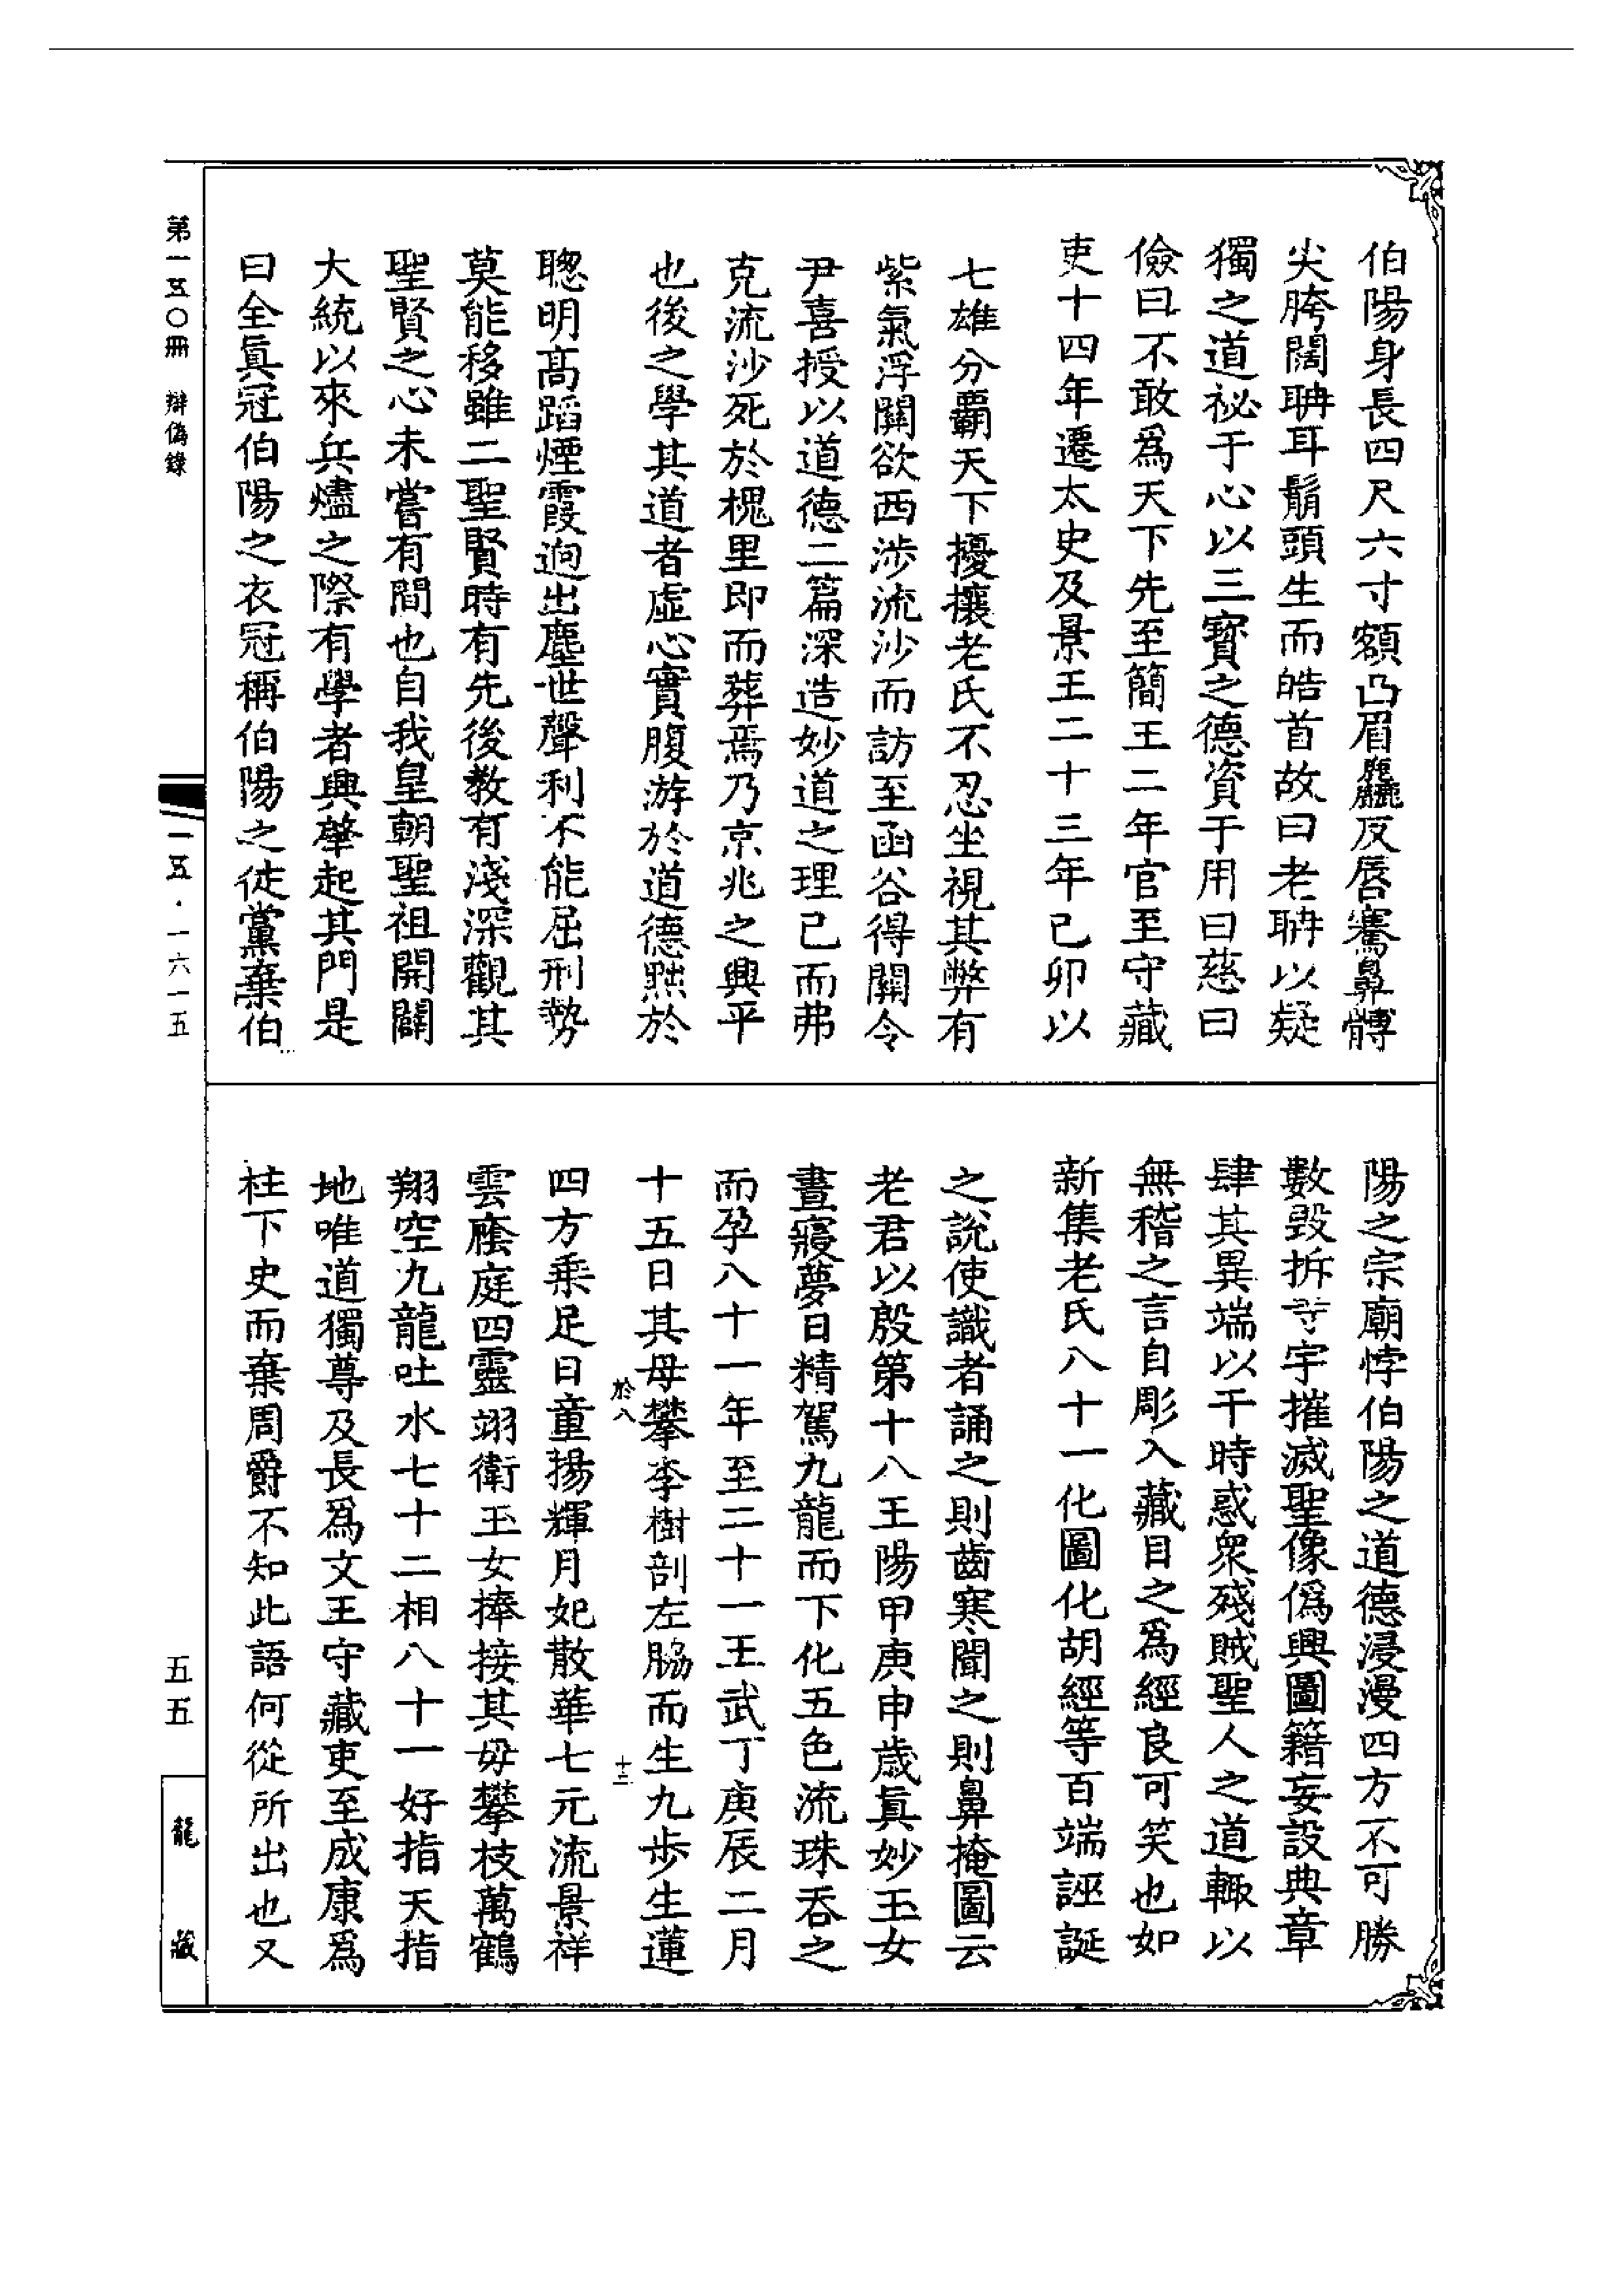 伯陽身長四尺六寸額凸眉麤反唇騫鼻髆
尖胯闊耼耳鬅頭生而皓首故曰老聃以疑
獨之道祕于心以三寶之德資于用曰慈曰
儉曰不敢爲天下先至簡王二年官至守藏
吏十四年遷太史及景王二十三年已卯以
七雄分霸天下擾攘老氏不忍坐視其弊有
紫氣浮關欲西涉流沙而訪至函谷得關令
尹喜授以道德二篇深造妙道之理已而弗
克流沙死於槐里即而葬焉乃京兆之興平
也後之學其道者虛心實腹游於道德黙於
聰明高蹈煙霞逈出塵世聲利不能屈刑勢
莫能移雖二聖賢時有先後教有淺深觀其
聖賢之心未嘗有間也自我皇朝聖祖開闢
大統以來兵燼之際有學者興肇起其門是
曰全眞冠伯陽之衣冠稱伯陽之徒黨棄伯
陽之宗廟悖伯陽之道德浸漫四方不可勝
數毀拆寺宇摧滅聖像僞興圖籍妄設典章
肆其異端以干時惑衆殘賊聖人之道輙以
無稽之言自彫入藏目之爲經良可笑也如
新集老氏八十一化圖化胡經等百端誣誕
之說使識者誦之則齒寒聞之則鼻掩圖云
老君以殷第十八王陽甲庚申歲眞妙玉女
晝寢夢日精駕九龍而下化五色流珠吞之
而孕八十一年至二十一王武丁庚辰二月
十五日其母攀李樹剖左脇而生九步生蓮
於八
十二
四方乘足日童揚輝月妃散華七元流景祥
雲廕庭四靈翊衛玉女捧接其母攀枝萬鶴
翔空九龍吐水七十二相八十一好指天指
地唯道獨尊及長爲文王守藏吏至成康爲
柱下史而棄周爵不知此語何從所出也又
第一五〇冊 辯僞錄
一五·一六一五
五五
龍藏